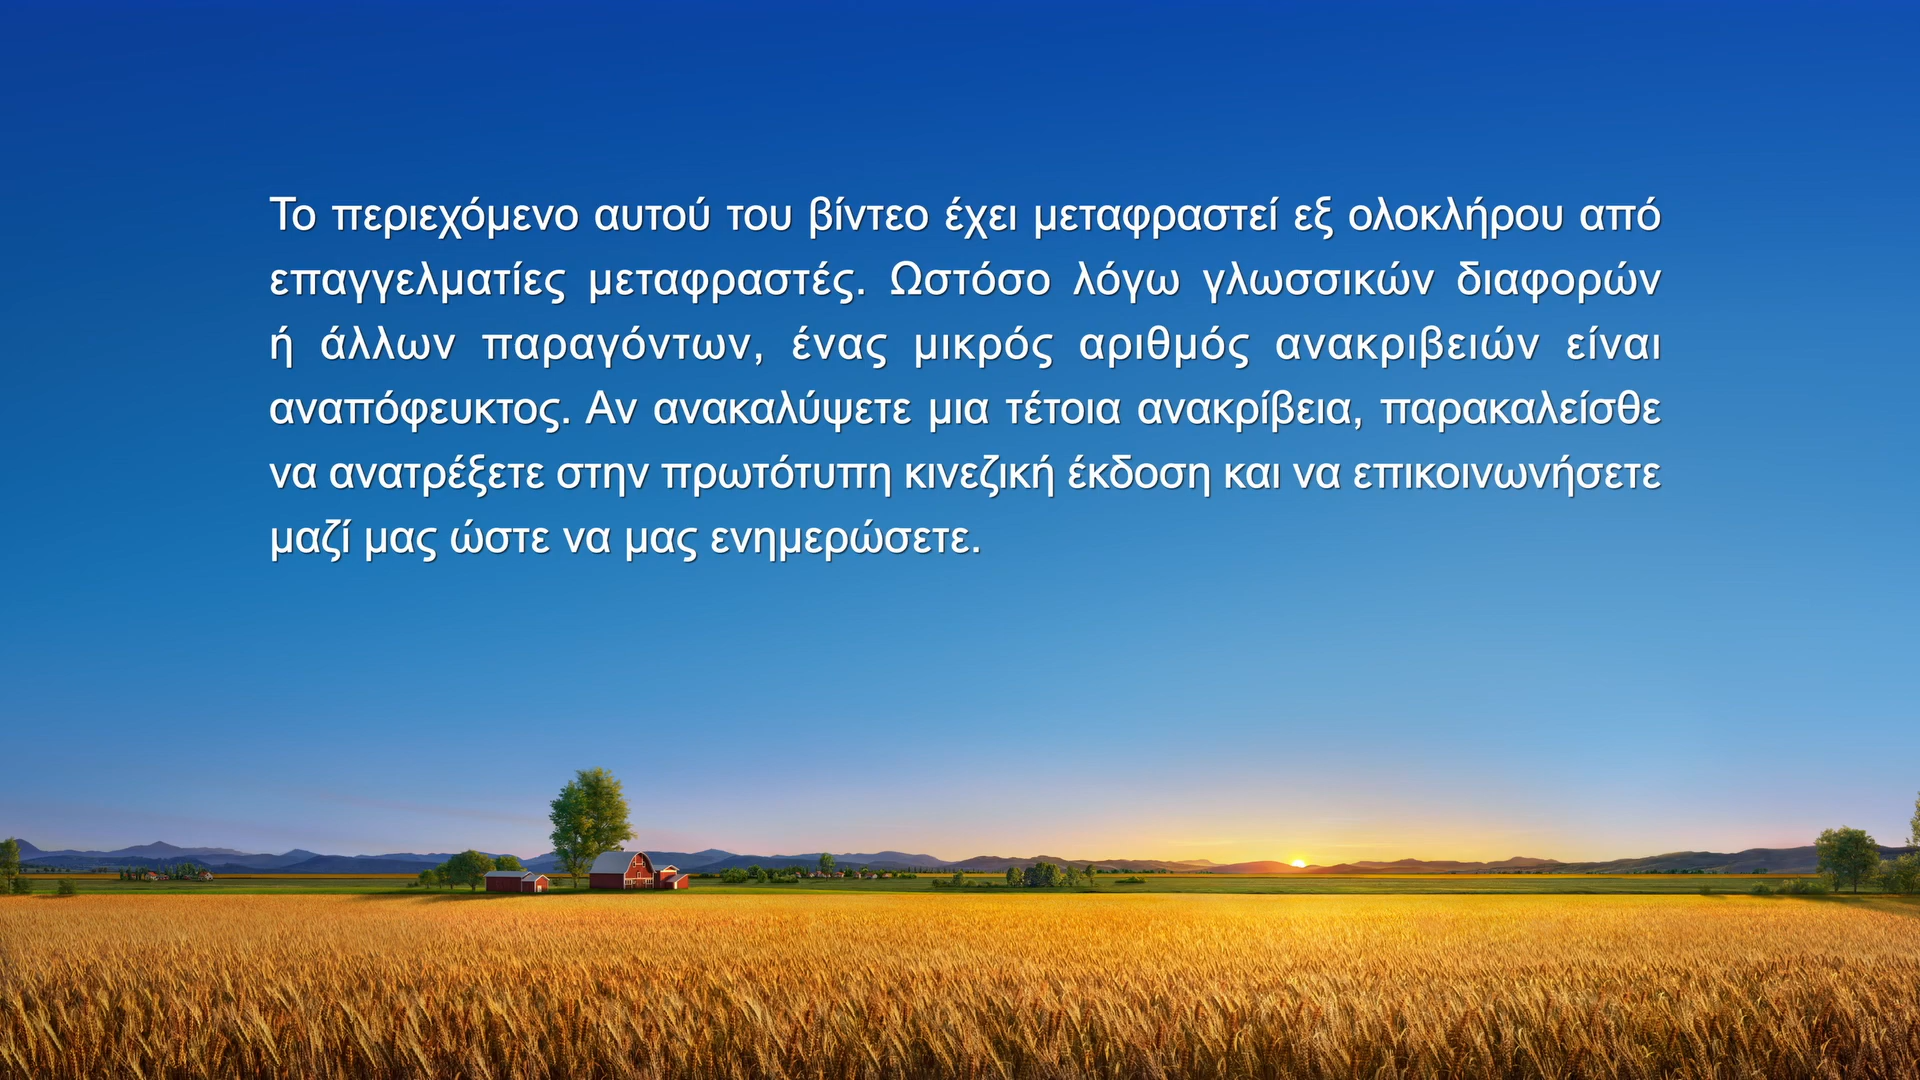 Το περιεχόμενο αυτού του βίντεο έχει μεταφραστεί εξ ολοκλήρου από
επαγγελματίες μεταφραστές. Ωστόσο λόγω γλωσσικών διαφορών
ή άλλων παραγόντων, ένας μικρός αριθμός ανακριβειών είναι
αναπόφευκτος. Αν ανακαλύψετε μια τέτοια ανακρίβεια, παρακαλείσθε
να ανατρέξετε στην πρωτότυπη κινεζική έκδοση και να επικοινωνήσετε
μαζί μας ώστε να μας ενημερώσετε.